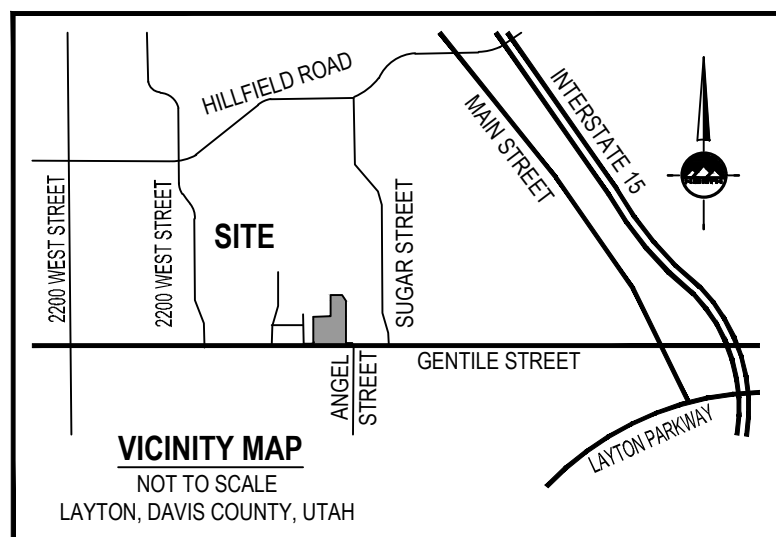 HILLFIELD ROAD
INTERSTATE 15
MAIN STREET
2200 WEST STREET
2200 WEST STREET
SITE
SUGAR STREET
GENTILE STREET
ANGEL
STREET
LAYTON PARKWAY
VICINITY MAP
NOT TO SCALE
LAYTON, DAVIS COUNTY, UTAH